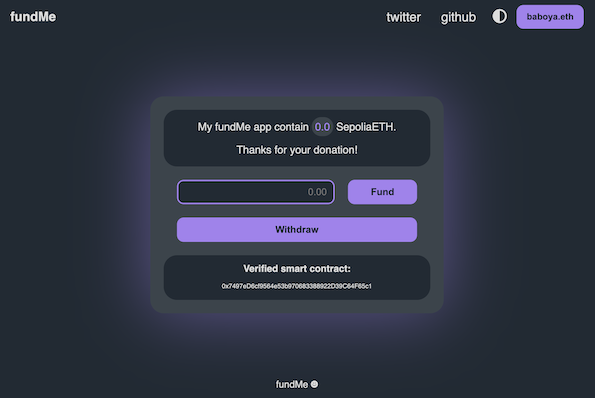 fundMe
twitter github baboya.eth
My fundMe app contain 0.0 SepoliaETH.
Thanks for your donation!
0.00 Fund
Withdraw
Verified smart contract:
0x7497eD6cf9564e53b970683388922D39C64F65c1
fundMe